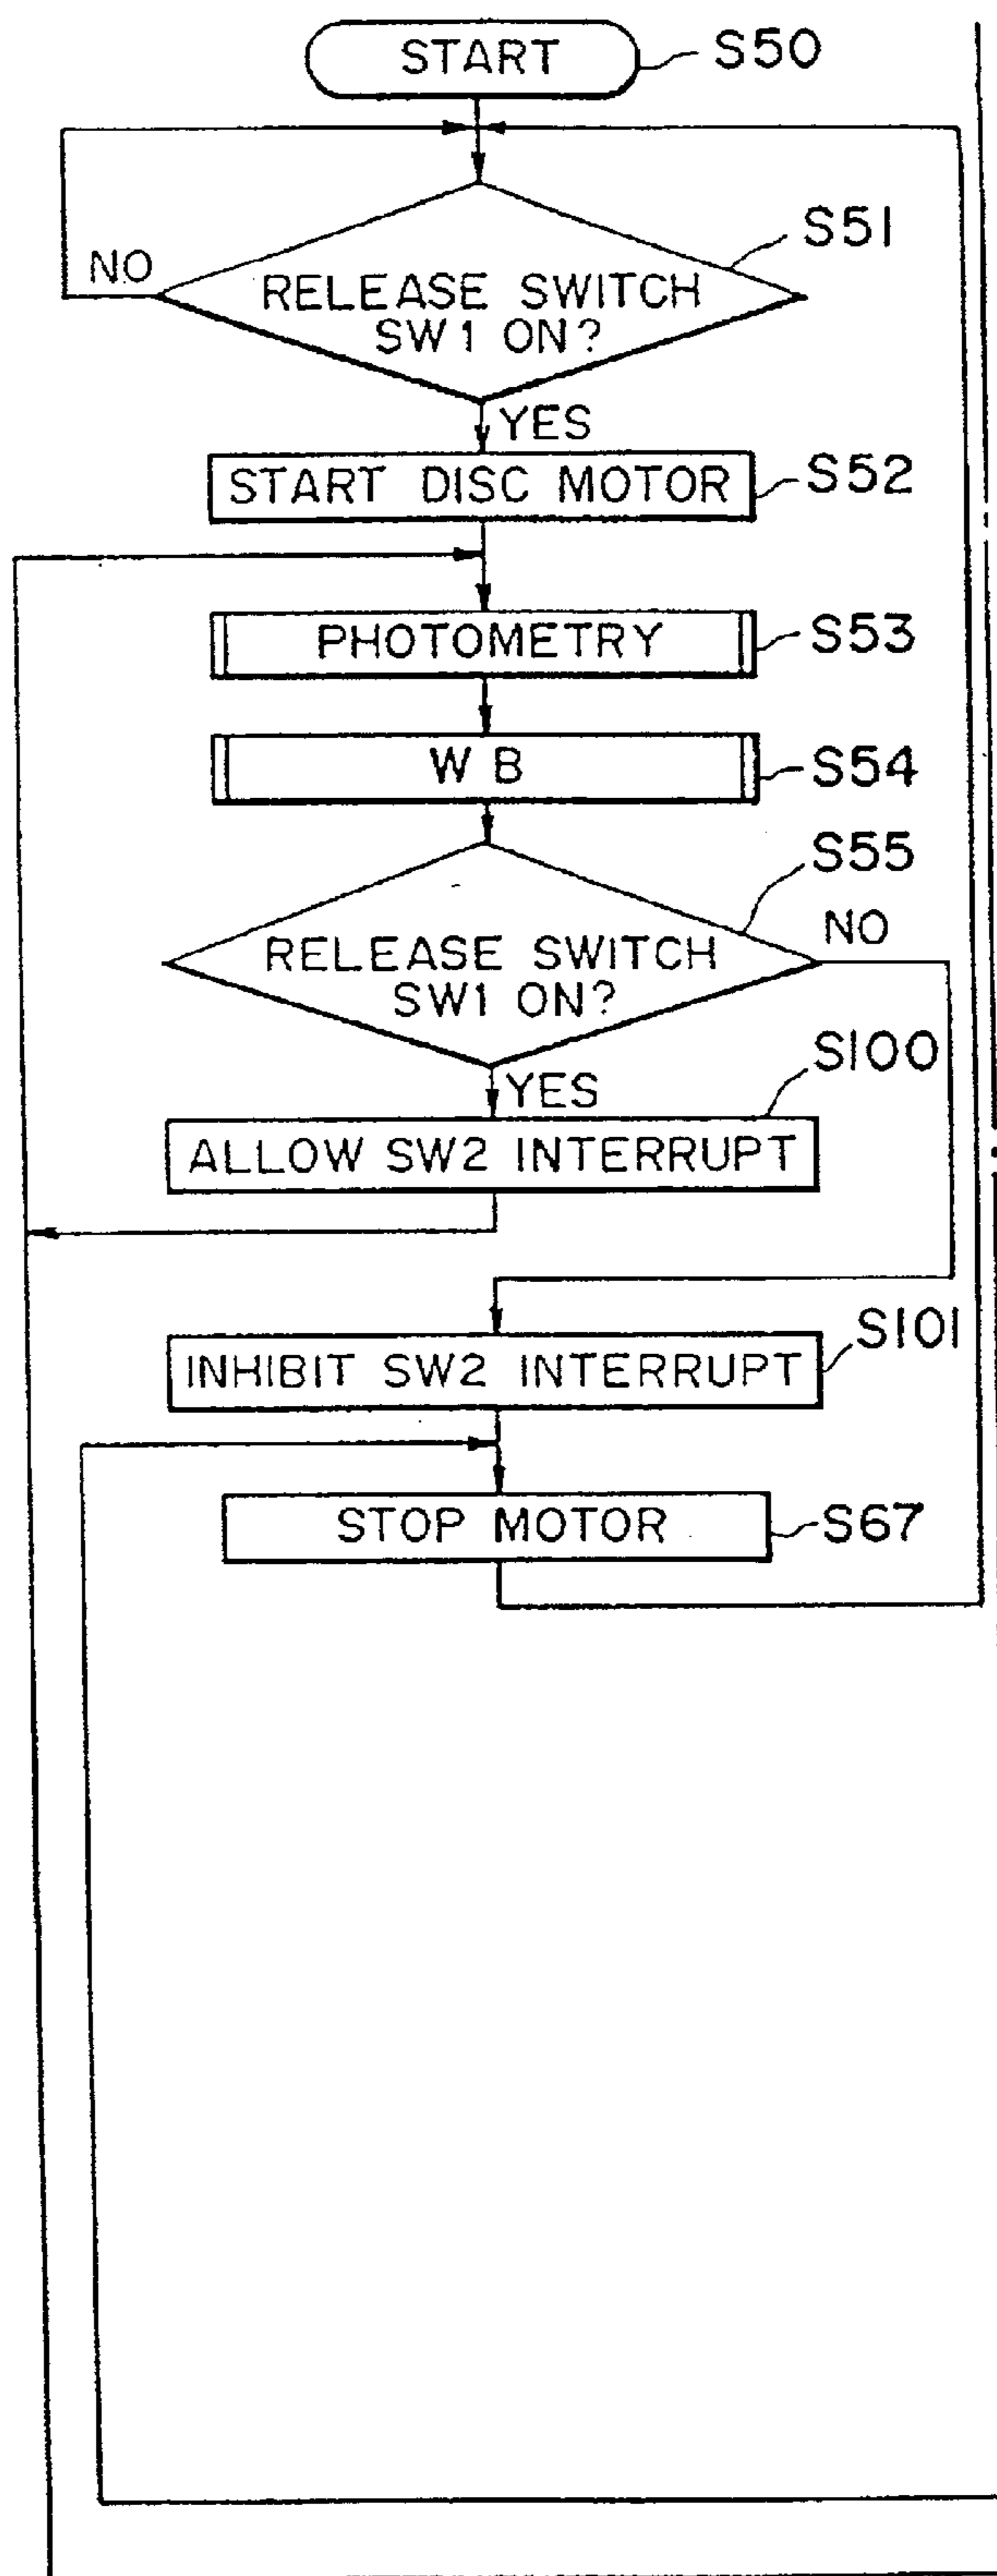 START
S50
S51
NO
RELEASE SWITCH
SW1 ON?
YES
START DISC MOTOR
S52
PHOTOMETRY
S53
WB
S54
S55
NO
RELEASE SWITCH
SW1 ON?
S100
YES
ALLOW SW2 INTERRUPT
S101
INHIBIT SW2 INTERRUPT
STOP MOTOR
S67